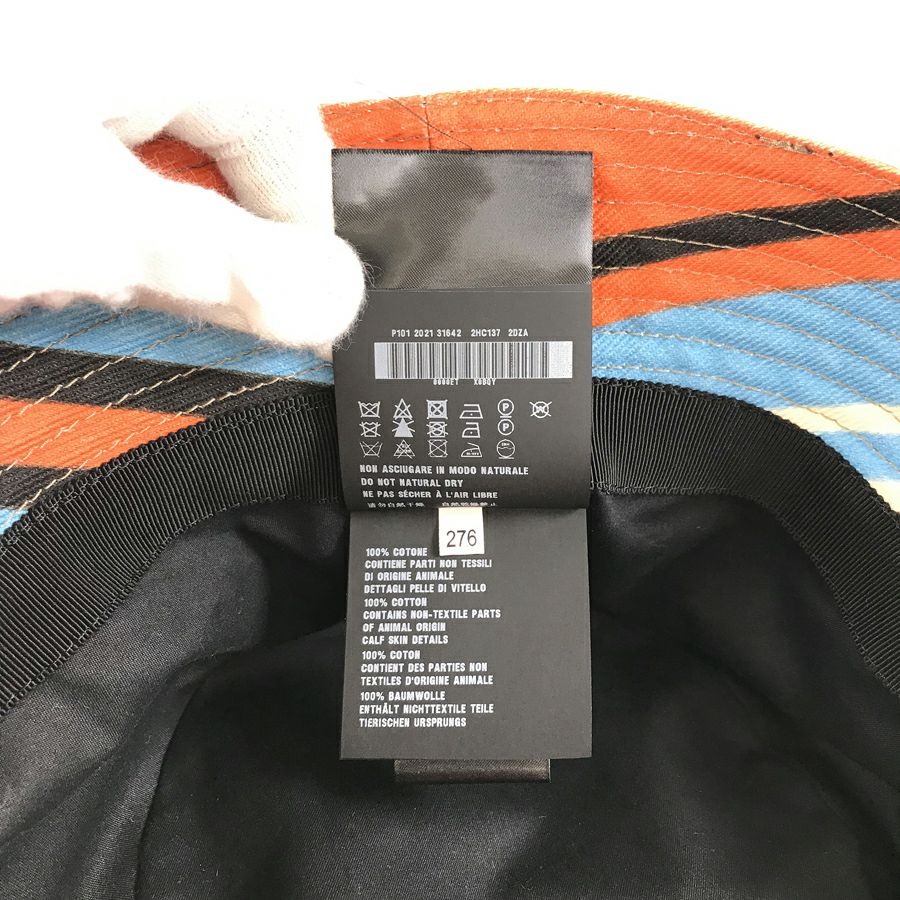 P101 2021 31642 2HC137 2DZA
0000ET X0BQY
NON ASCIUGARE IN MODO NATURALE
DO NOT NATURAL DRY
NE PAS SÉCHER À L'AIR LIBRE
276
100% COTONE
CONTIENE PARTI NON TESSILI
DI ORIGINE ANIMALE
DETTAGLI PELLE DI VITELLO
100% COTTON
CONTAINS NON-TEXTILE PARTS
OF ANIMAL ORIGIN
CALF SKIN DETAILS
100% COTON
CONTIENT DES PARTIES NON
TEXTILES D'ORIGINE ANIMALE
100% BAUMWOLLE
ENTHÄLT NICHTTEXTILE TEILE
TIERISCHEN URSPRUNGS